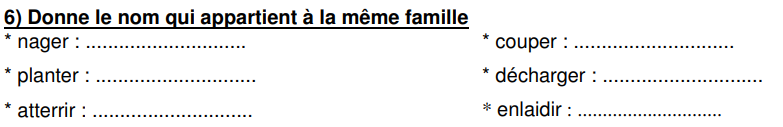 6) Donne le nom qui appartient à la même famille
* nager : ............................. * couper : .............................
* planter : ............................. * décharger : .............................
* atterrir : ............................. * enlaidir : .............................